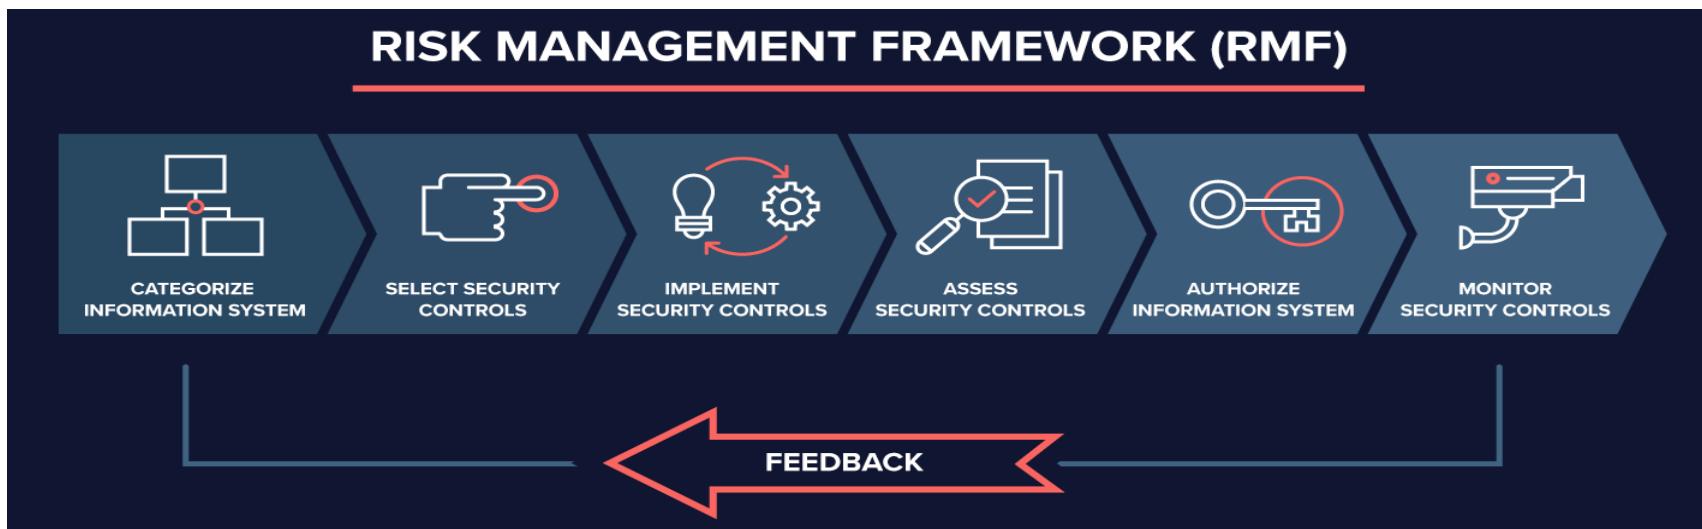 RISK MANAGEMENT FRAMEWORK (RMF)
CATEGORIZE
INFORMATION SYSTEM
SELECT SECURITY
CONTROLS
IMPLEMENT
SECURITY CONTROLS
ASSESS
SECURITY CONTROLS
AUTHORIZE
INFORMATION SYSTEM
MONITOR
SECURITY CONTROLS
FEEDBACK